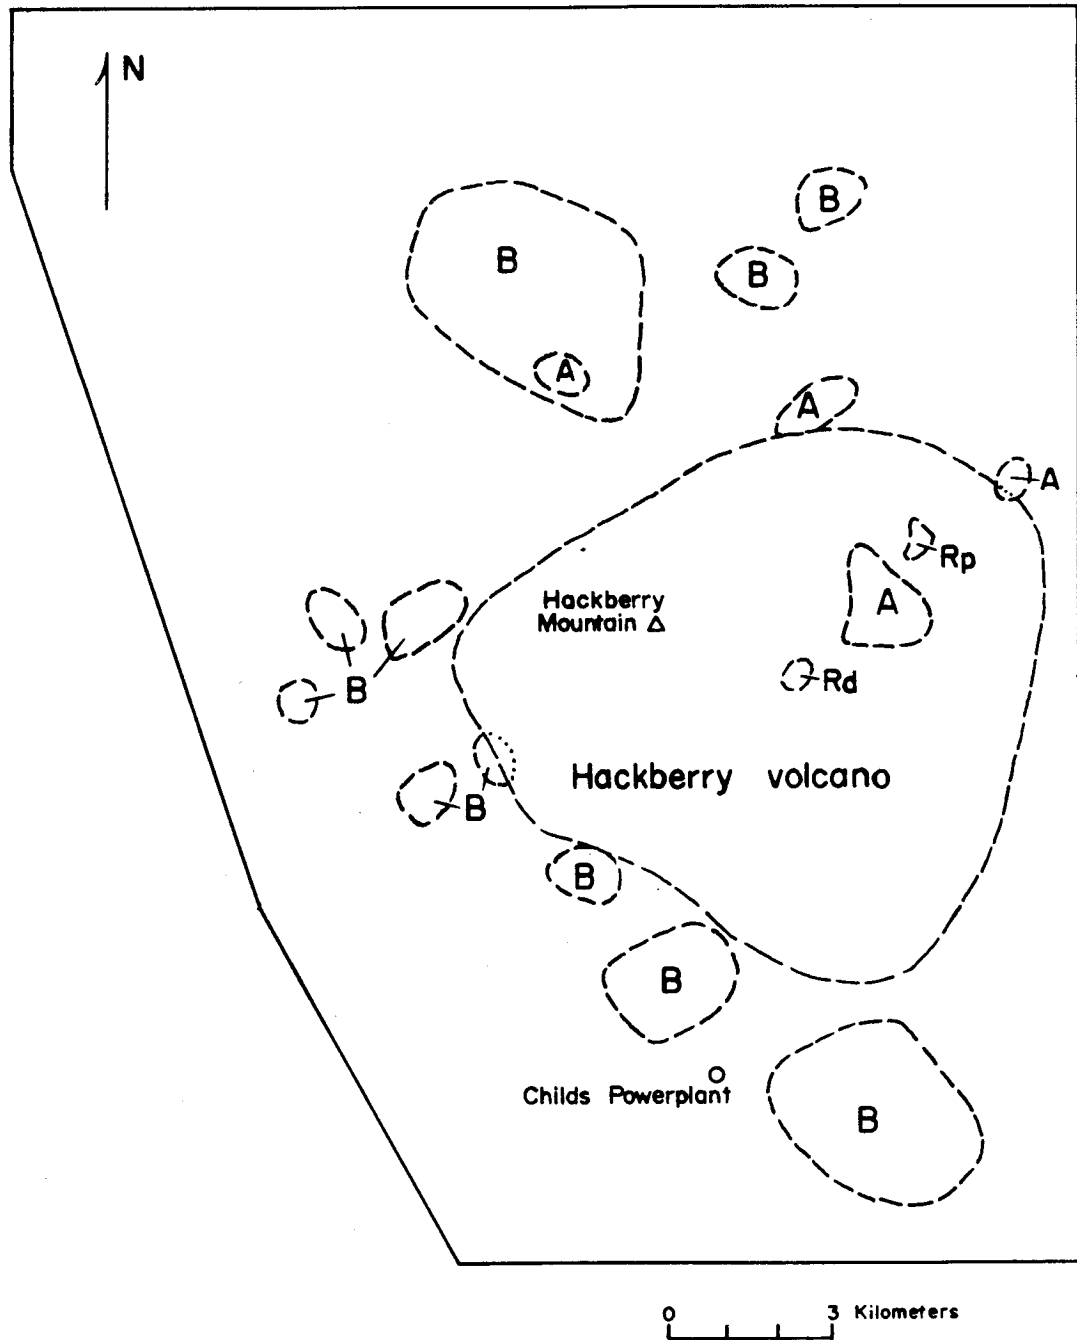 N
B
B
B
A
A
A
Rp
Hackberry
Mountain
A
Rd
B
Hackberry volcano
B
B
B
Childs Powerplant
B
0 3 Kilometers